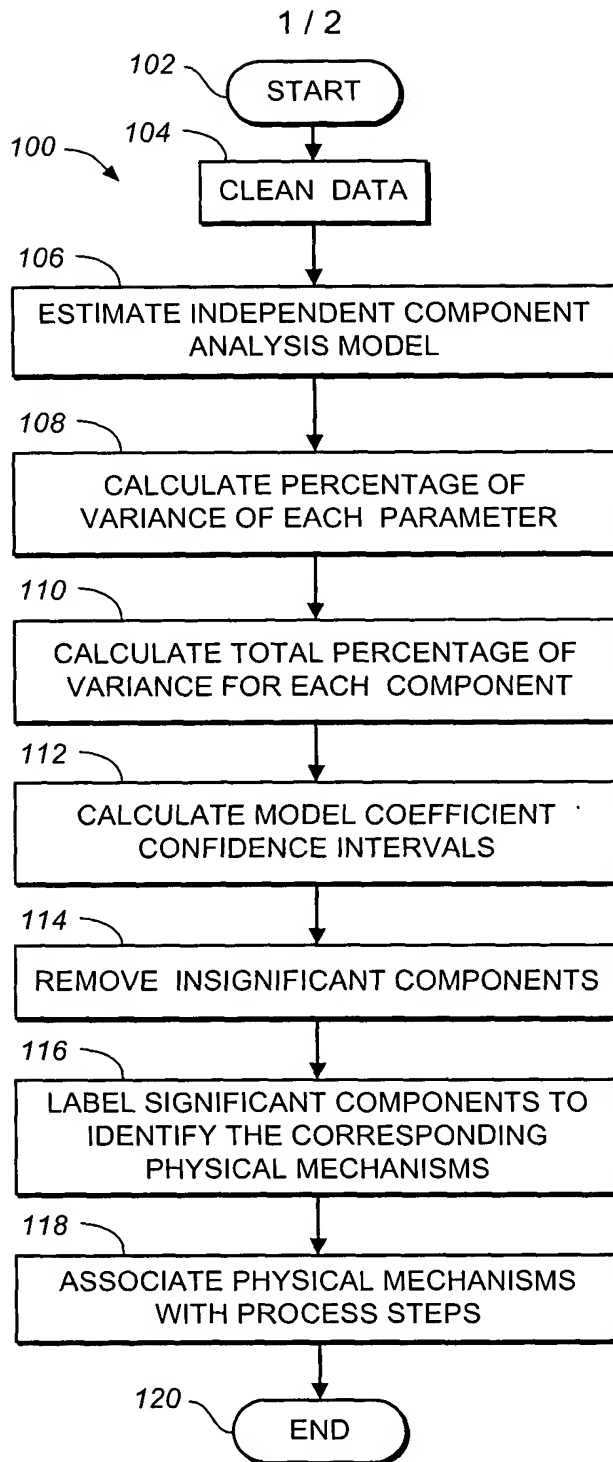 1 / 2
102
START
104
100
CLEAN DATA
106
ESTIMATE INDEPENDENT COMPONENT
ANALYSIS MODEL
108
CALCULATE PERCENTAGE OF
VARIANCE OF EACH PARAMETER
110
CALCULATE TOTAL PERCENTAGE OF
VARIANCE FOR EACH COMPONENT
112
CALCULATE MODEL COEFFICIENT
CONFIDENCE INTERVALS
114
REMOVE INSIGNIFICANT COMPONENTS
116
LABEL SIGNIFICANT COMPONENTS TO
IDENTIFY THE CORRESPONDING
PHYSICAL MECHANISMS
118
ASSOCIATE PHYSICAL MECHANISMS
WITH PROCESS STEPS
120
END